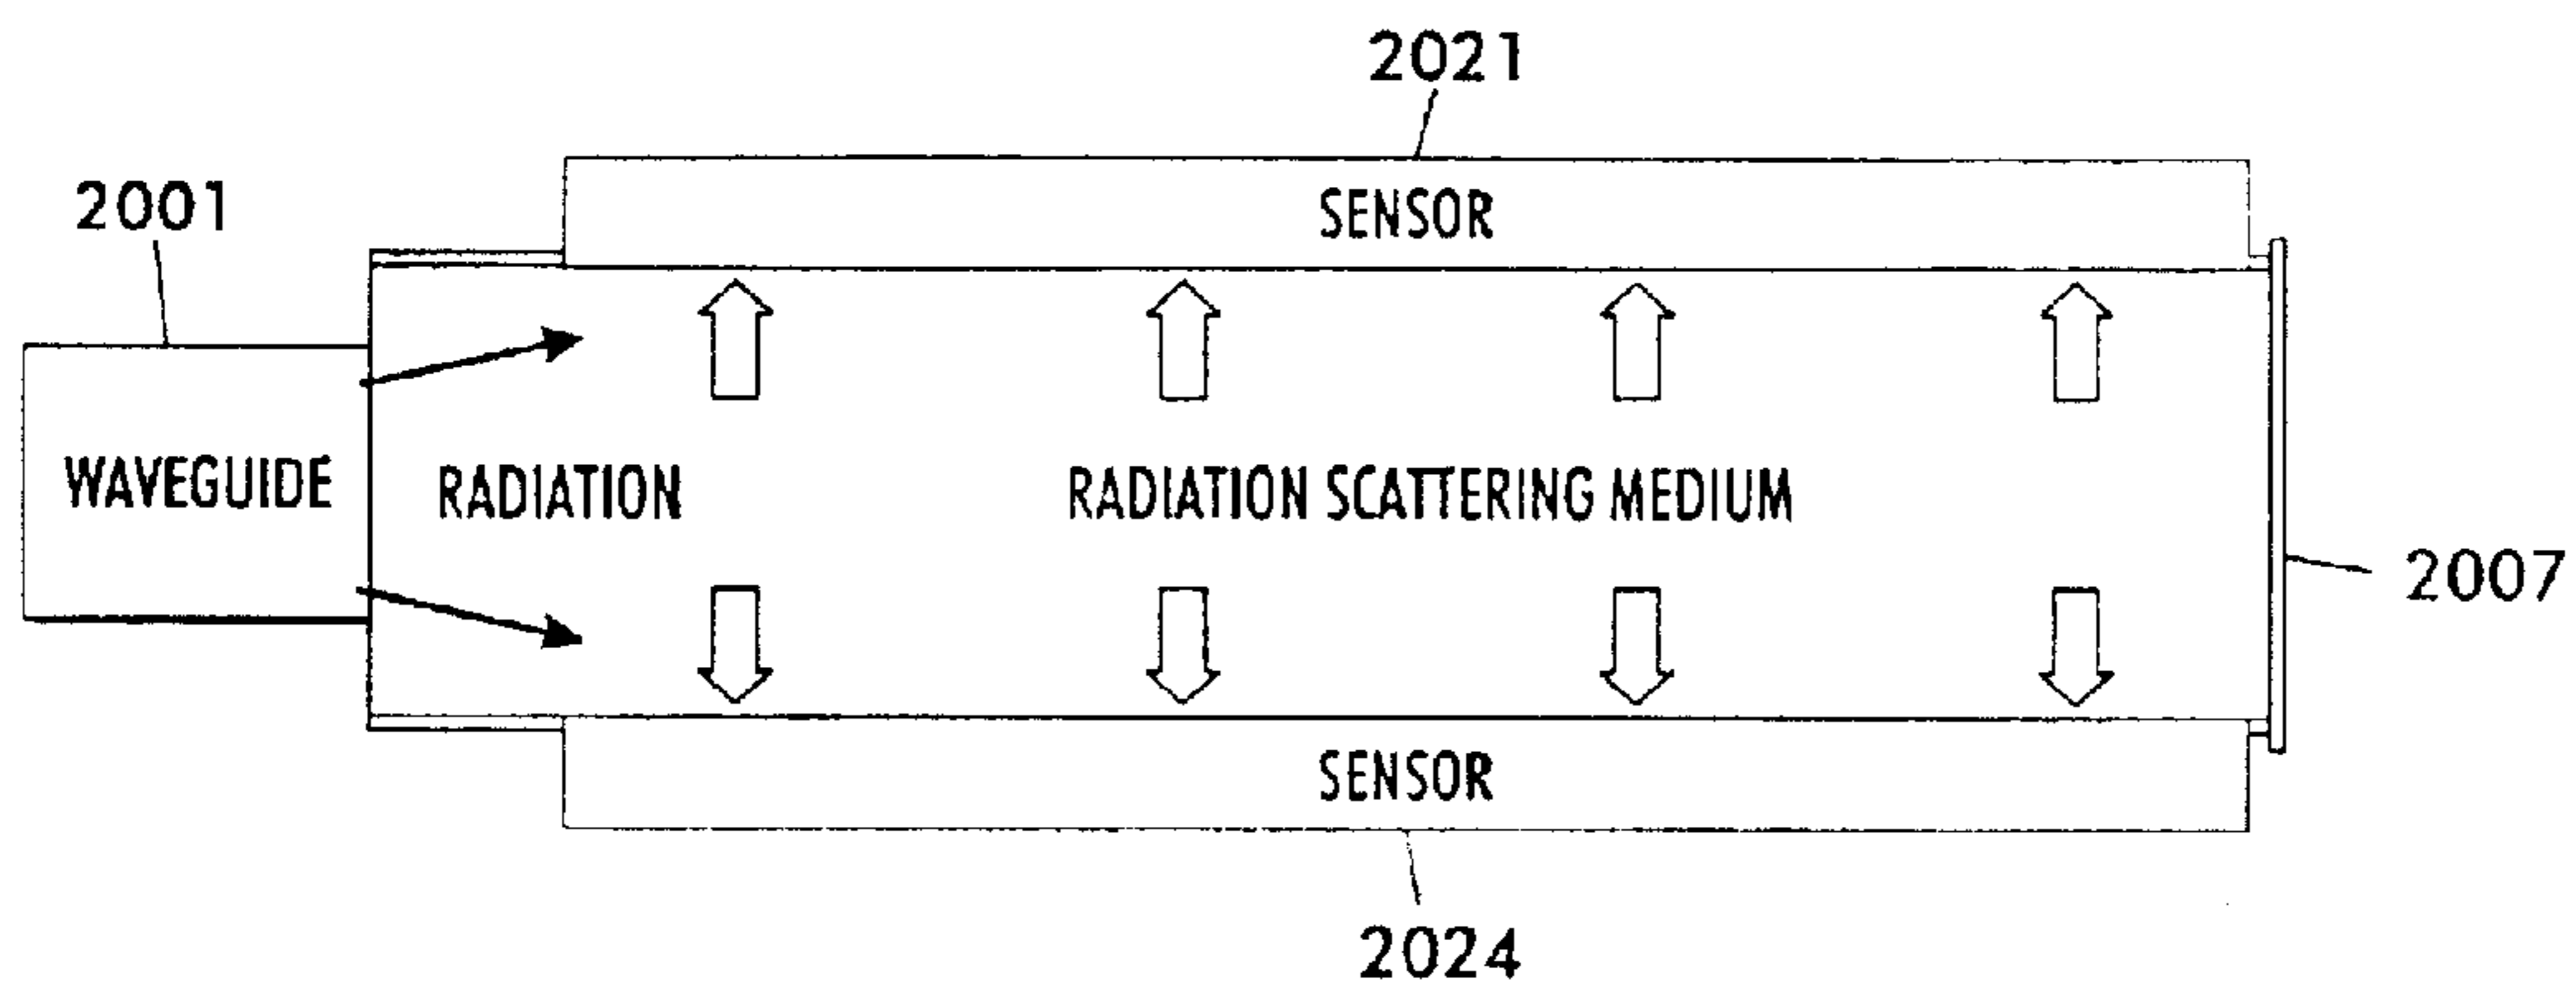 2021
SENSOR
2001
WAVEGUIDE
RADIATION
RADIATION SCATTERING MEDIUM
2007
SENSOR
2024